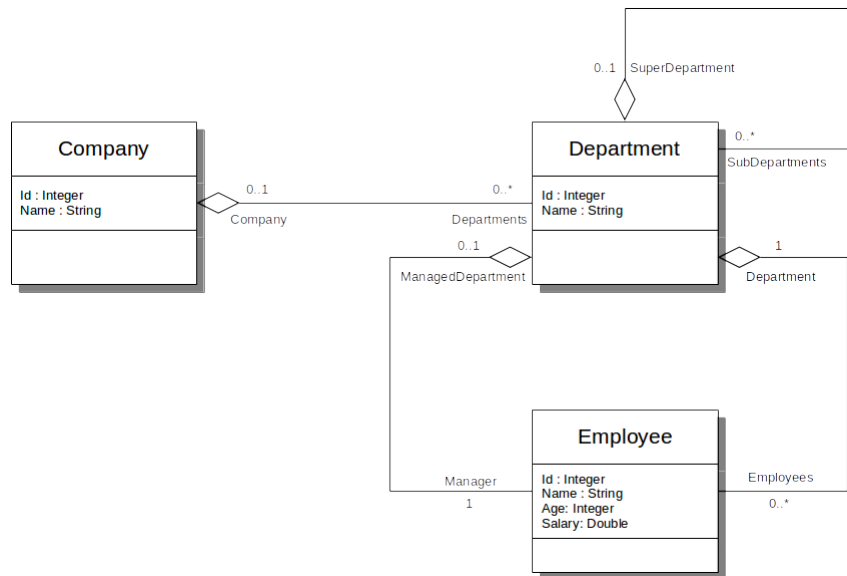 0..1 SuperDepartment
Company
Id : Integer
Name : String
0..1
Company
0..*
Departments
Department
Id : Integer
Name : String
0..*
SubDepartments
0..1
ManagedDepartment
1
Department
Employee
Id : Integer
Name : String
Age: Integer
Salary: Double
Manager
1
Employees
0..*